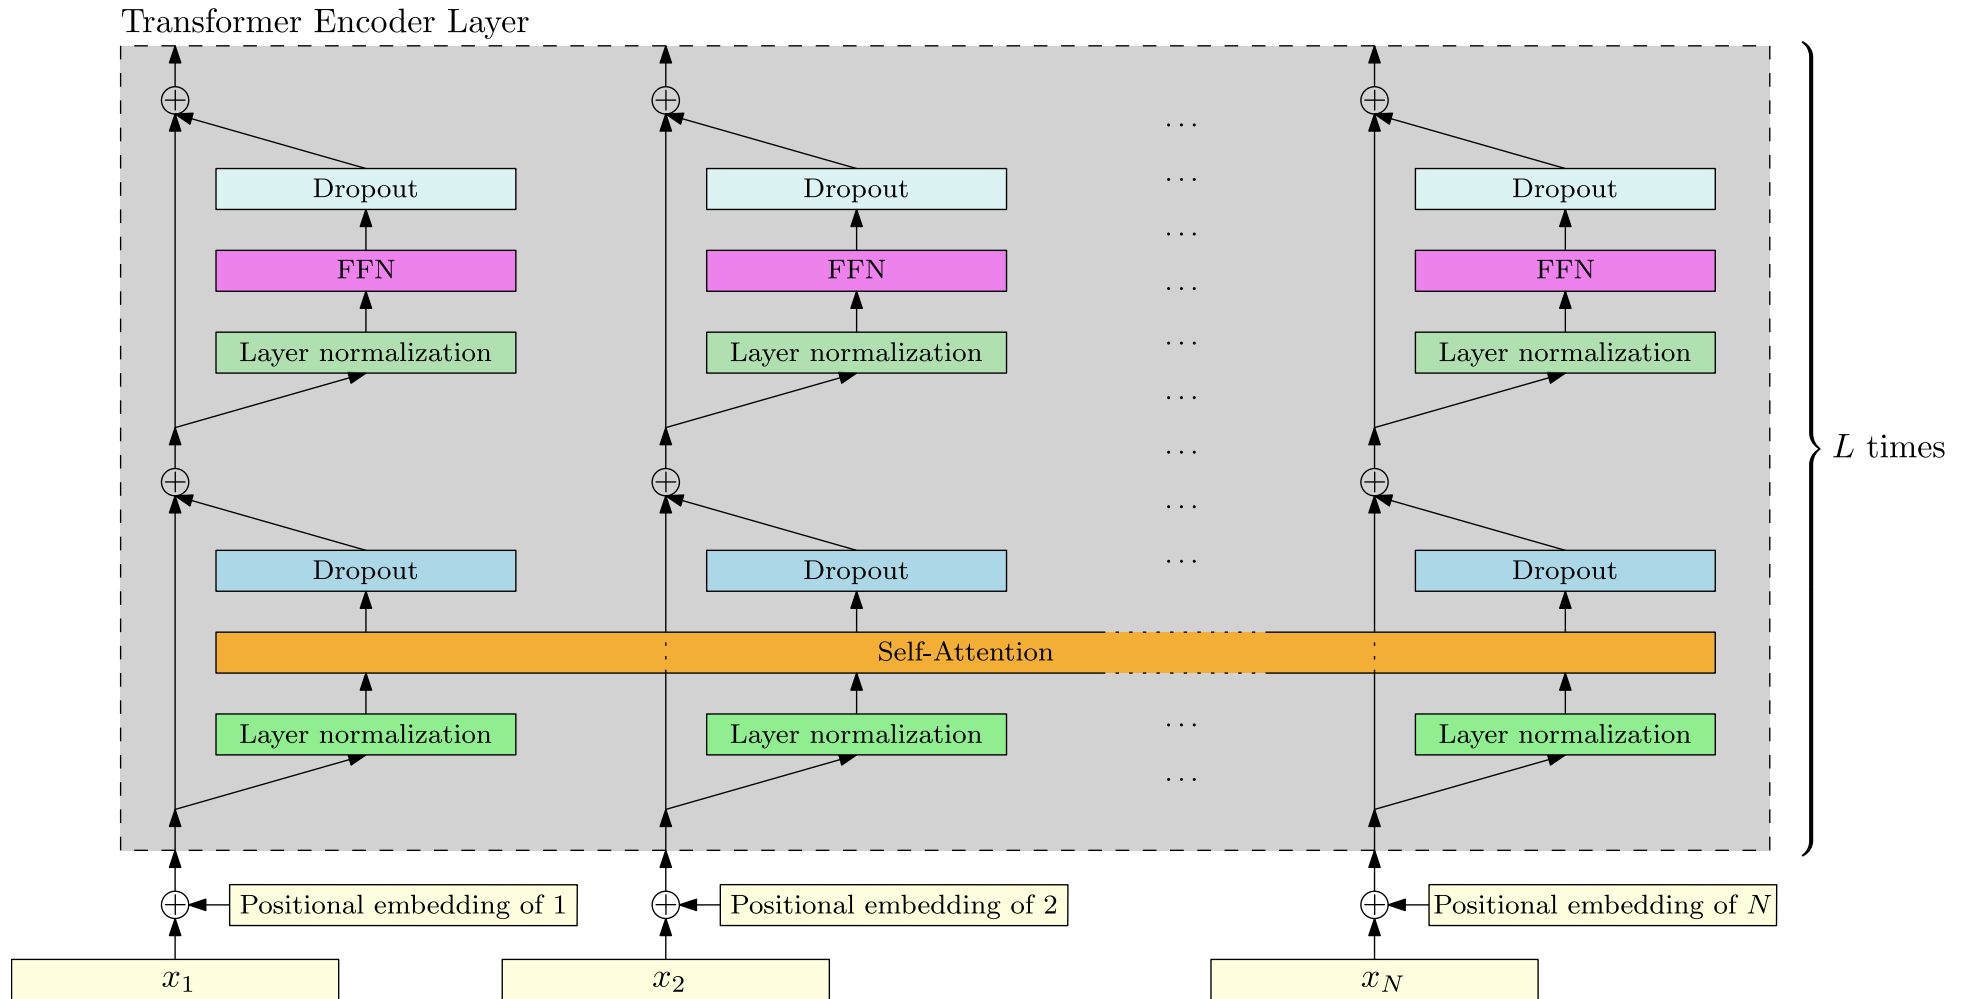 Transformer Encoder Layer
...
Dropout Dropout Dropout
...
...
FFN FFN FFN
...
Layer normalization Layer normalization Layer normalization
...
...
L times
...
...
Dropout Dropout Dropout
...
Self-Attention
Layer normalization Layer normalization Layer normalization
...
...
Positional embedding of 1 Positional embedding of 2 Positional embedding of N
x₁ x₂ x_N